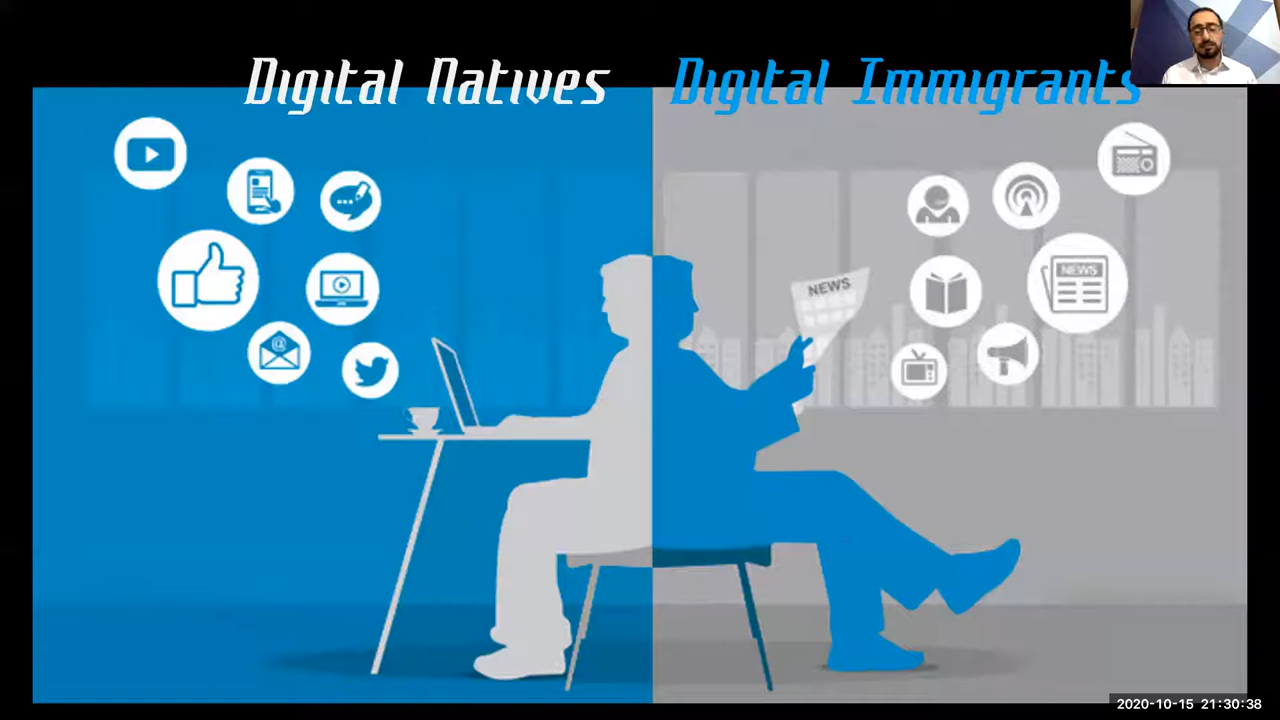 Digital Natives
Digital Immigrants
NEWS
NEWS
@
2020-10-15 21:30:38